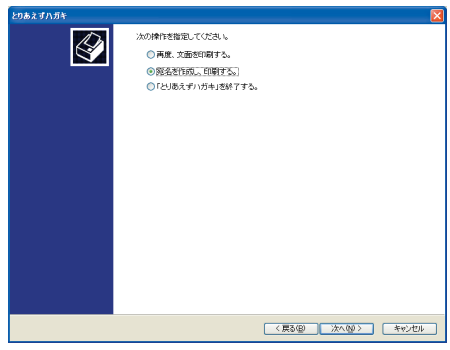 とりあえずハガキ
次の操作を指定してください。
再度、文面を印刷する。
宛名を作成し、印刷する。
「とりあえずハガキ」を終了する。
< 戻る(B)
次へ(N) >
キャンセル